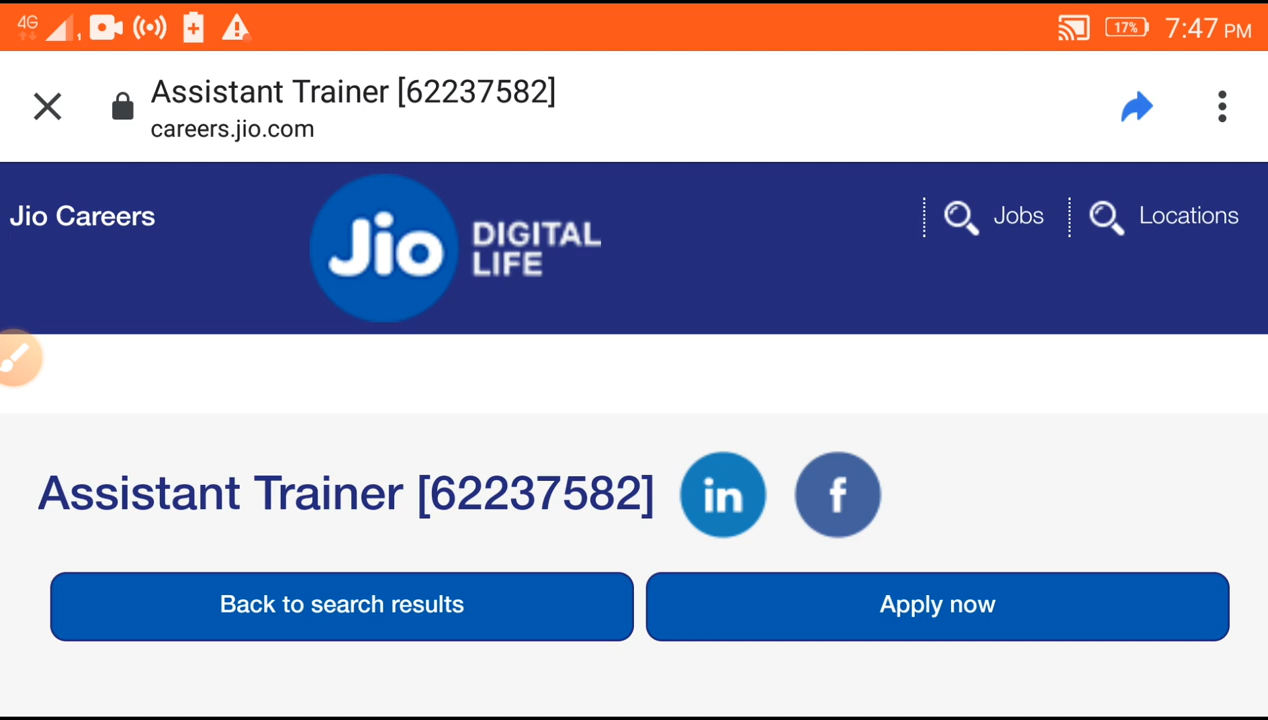 4G 1 17% 7:47 PM
Assistant Trainer [62237582]
careers.jio.com
Jio Careers
Jio DIGITAL LIFE
Jobs
Locations
Assistant Trainer [62237582] in f
Back to search results
Apply now